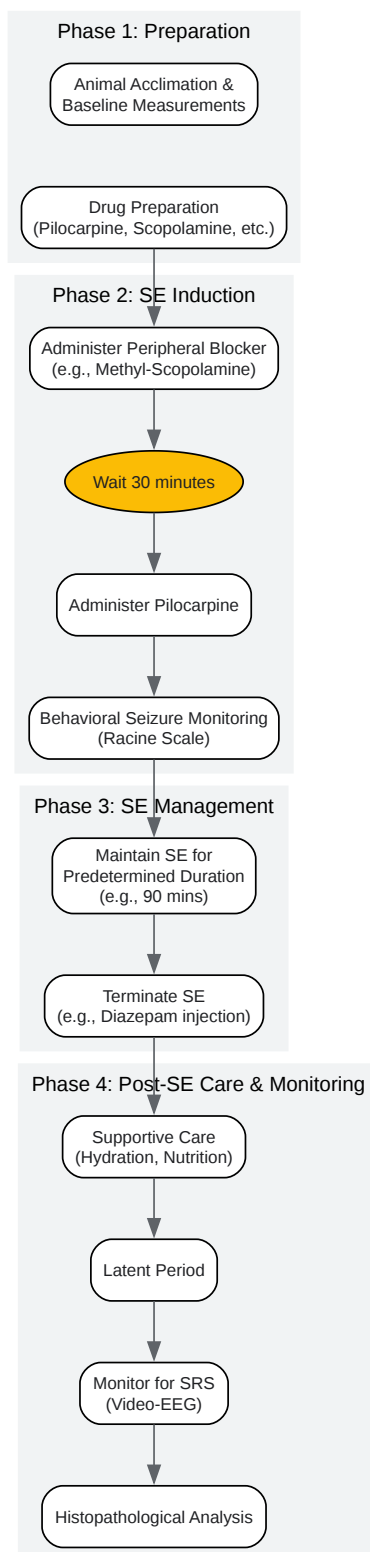 Phase 1: Preparation
Animal Acclimation &
Baseline Measurements
Drug Preparation
(Pilocarpine, Scopolamine, etc.)
Phase 2: SE Induction
Administer Peripheral Blocker
(e.g., Methyl-Scopolamine)
Wait 30 minutes
Administer Pilocarpine
Behavioral Seizure Monitoring
(Racine Scale)
Phase 3: SE Management
Maintain SE for
Predetermined Duration
(e.g., 90 mins)
Terminate SE
(e.g., Diazepam injection)
Phase 4: Post-SE Care & Monitoring
Supportive Care
(Hydration, Nutrition)
Latent Period
Monitor for SRS
(Video-EEG)
Histopathological Analysis